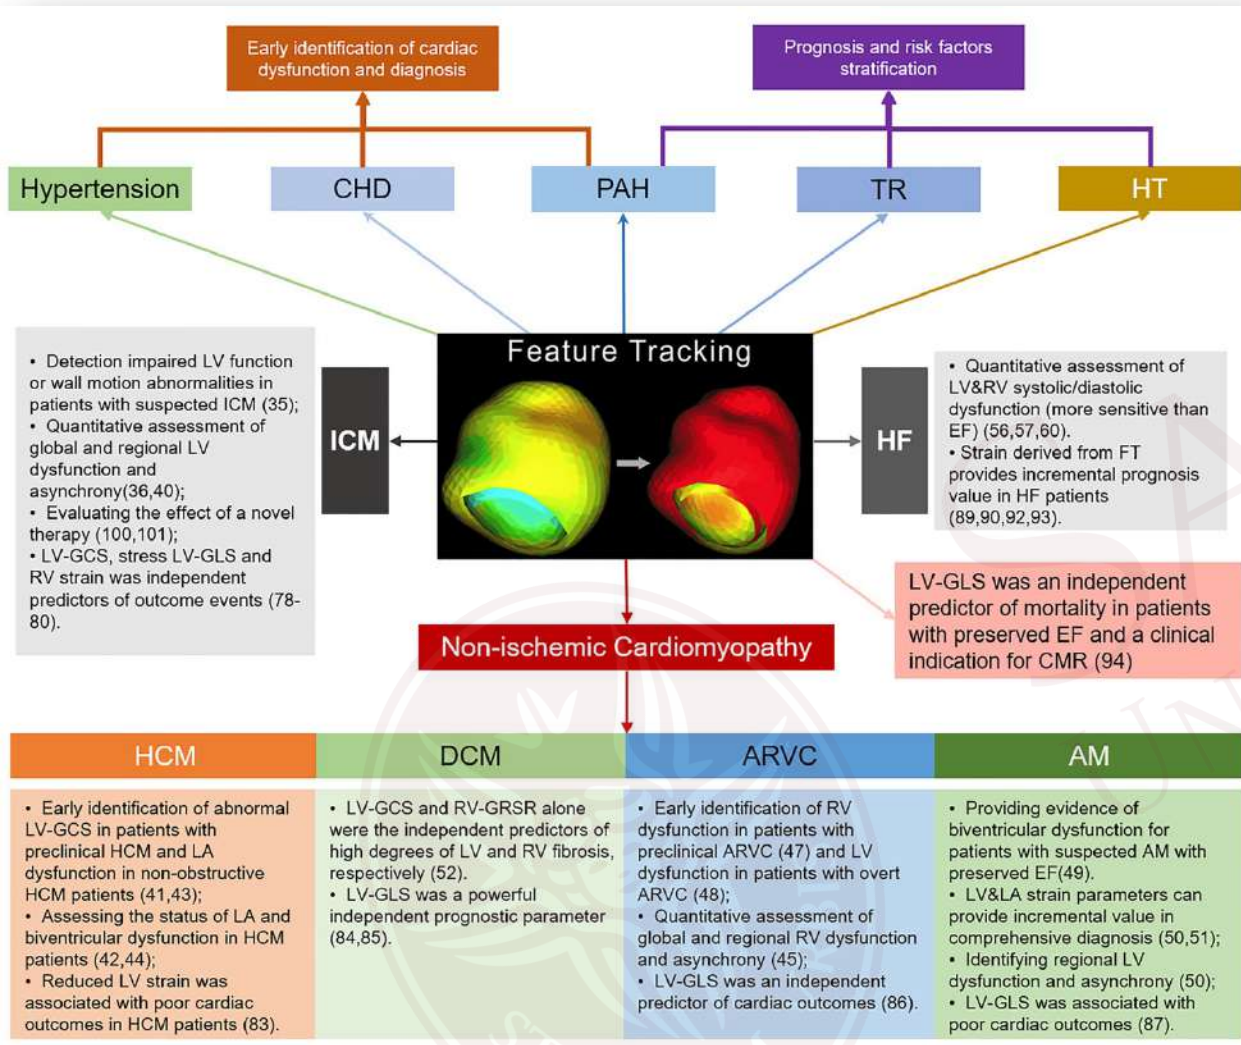 Early identification of cardiac
dysfunction and diagnosis
Prognosis and risk factors
stratification
Hypertension
CHD
PAH
TR
HT
Feature Tracking
• Detection impaired LV function
or wall motion abnormalities in
patients with suspected ICM (35);
• Quantitative assessment of
global and regional LV
dysfunction and
asynchrony(36,40);
• Evaluating the effect of a novel
therapy (100,101);
• LV-GCS, stress LV-GLS and
RV strain was independent
predictors of outcome events (78-
80).
ICM
HF
• Quantitative assessment of
LV&RV systolic/diastolic
dysfunction (more sensitive than
EF) (56,57,60).
• Strain derived from FT
provides incremental prognosis
value in HF patients
(89,90,92,93).
LV-GLS was an independent
predictor of mortality in patients
with preserved EF and a clinical
indication for CMR (94)
Non-ischemic Cardiomyopathy
HCM
• Early identification of abnormal
LV-GCS in patients with
preclinical HCM and LA
dysfunction in non-obstructive
HCM patients (41,43);
• Assessing the status of LA and
biventricular dysfunction in HCM
patients (42,44);
• Reduced LV strain was
associated with poor cardiac
outcomes in HCM patients (83).
DCM
• LV-GCS and RV-GRSR alone
were the independent predictors of
high degrees of LV and RV fibrosis,
respectively (52).
• LV-GLS was a powerful
independent prognostic parameter
(84,85).
ARVC
• Early identification of RV
dysfunction in patients with
preclinical ARVC (47) and LV
dysfunction in patients with overt
ARVC (48);
• Quantitative assessment of
global and regional RV dysfunction
and asynchrony (45);
• LV-GLS was an independent
predictor of cardiac outcomes (86).
AM
• Providing evidence of
biventricular dysfunction for
patients with suspected AM with
preserved EF(49).
• LV&LA strain parameters can
provide incremental value in
comprehensive diagnosis (50,51);
• Identifying regional LV
dysfunction and asynchrony (50);
• LV-GLS was associated with
poor cardiac outcomes (87).